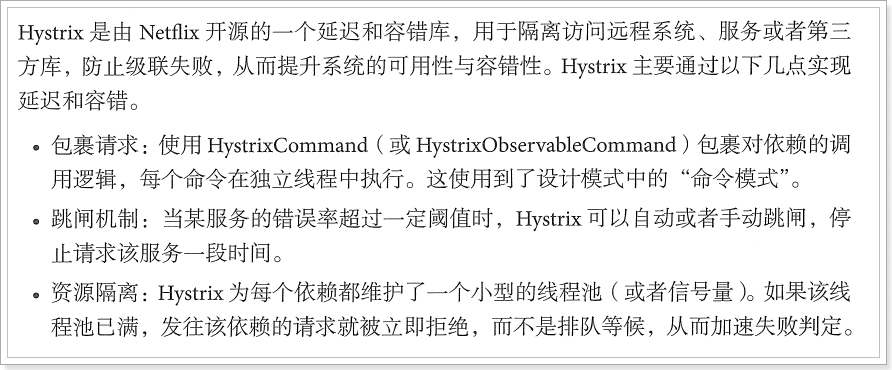 Hystrix 是由 Netflix 开源的一个延迟和容错库，用于隔离访问远程系统、服务或者第三
方库，防止级联失败，从而提升系统的可用性与容错性。Hystrix 主要通过以下几点实现
延迟和容错。
• 包裹请求：使用 HystrixCommand（或 HystrixObservableCommand）包裹对依赖的调
用逻辑，每个命令在独立线程中执行。这使用到了设计模式中的“命令模式”。
• 跳闸机制：当某服务的错误率超过一定阈值时，Hystrix 可以自动或者手动跳闸，停
止请求该服务一段时间。
• 资源隔离：Hystrix 为每个依赖都维护了一个小型的线程池（或者信号量）。如果该线
程池已满，发往该依赖的请求就被立即拒绝，而不是排队等候，从而加速失败判定。